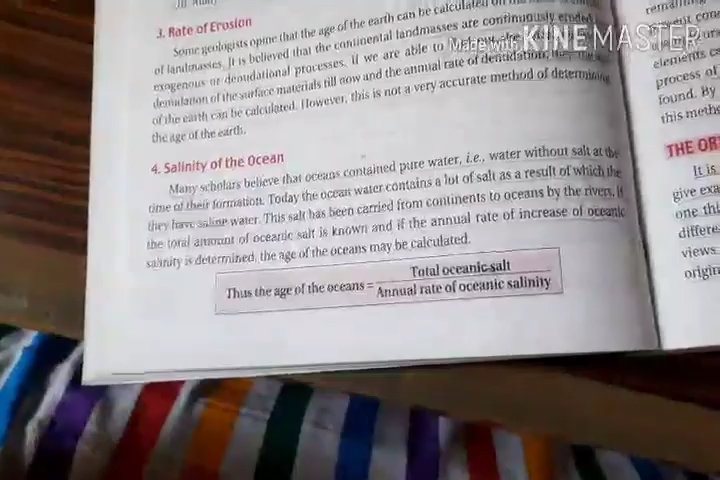 3. Rate of Erosion
Some geologists opine that the age of the earth can be calculated on the
of landmasses. It is believed that the continental landmasses are continuously eroded
exogenous or denudational processes. If we are able to
denudation of the surface materials till now and the annual rate of denudation, the
of the earth can be calculated. However, this is not a very accurate method of determining
the age of the earth.
4. Salinity of the Ocean
Many scholars believe that oceans contained pure water, i.e., water without salt at the
time of their formation. Today the ocean water contains a lot of salt as a result of which the
they have saline water. This salt has been carried from continents to oceans by the rivers. If
the total amount of oceanic salt is known and if the annual rate of increase of oceanic
salinity is determined, the age of the oceans may be calculated.
Thus the age of the oceans = Total oceanic salt
Annual rate of oceanic salinity
Made with KINEMASTER
elements
process of
found. By
this meth
THE OR
It is
give exa
one th
differe
views
origin